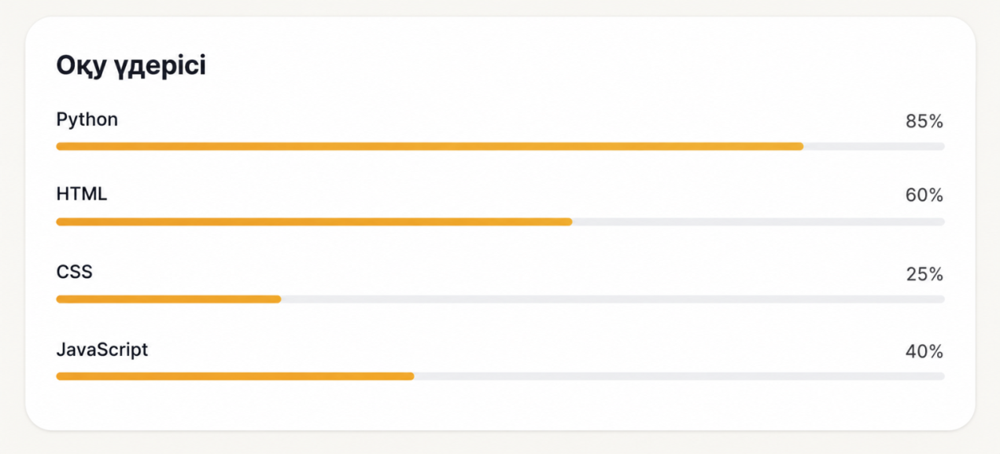 Оқу үдерісі
Python 85%
HTML 60%
CSS 25%
JavaScript 40%